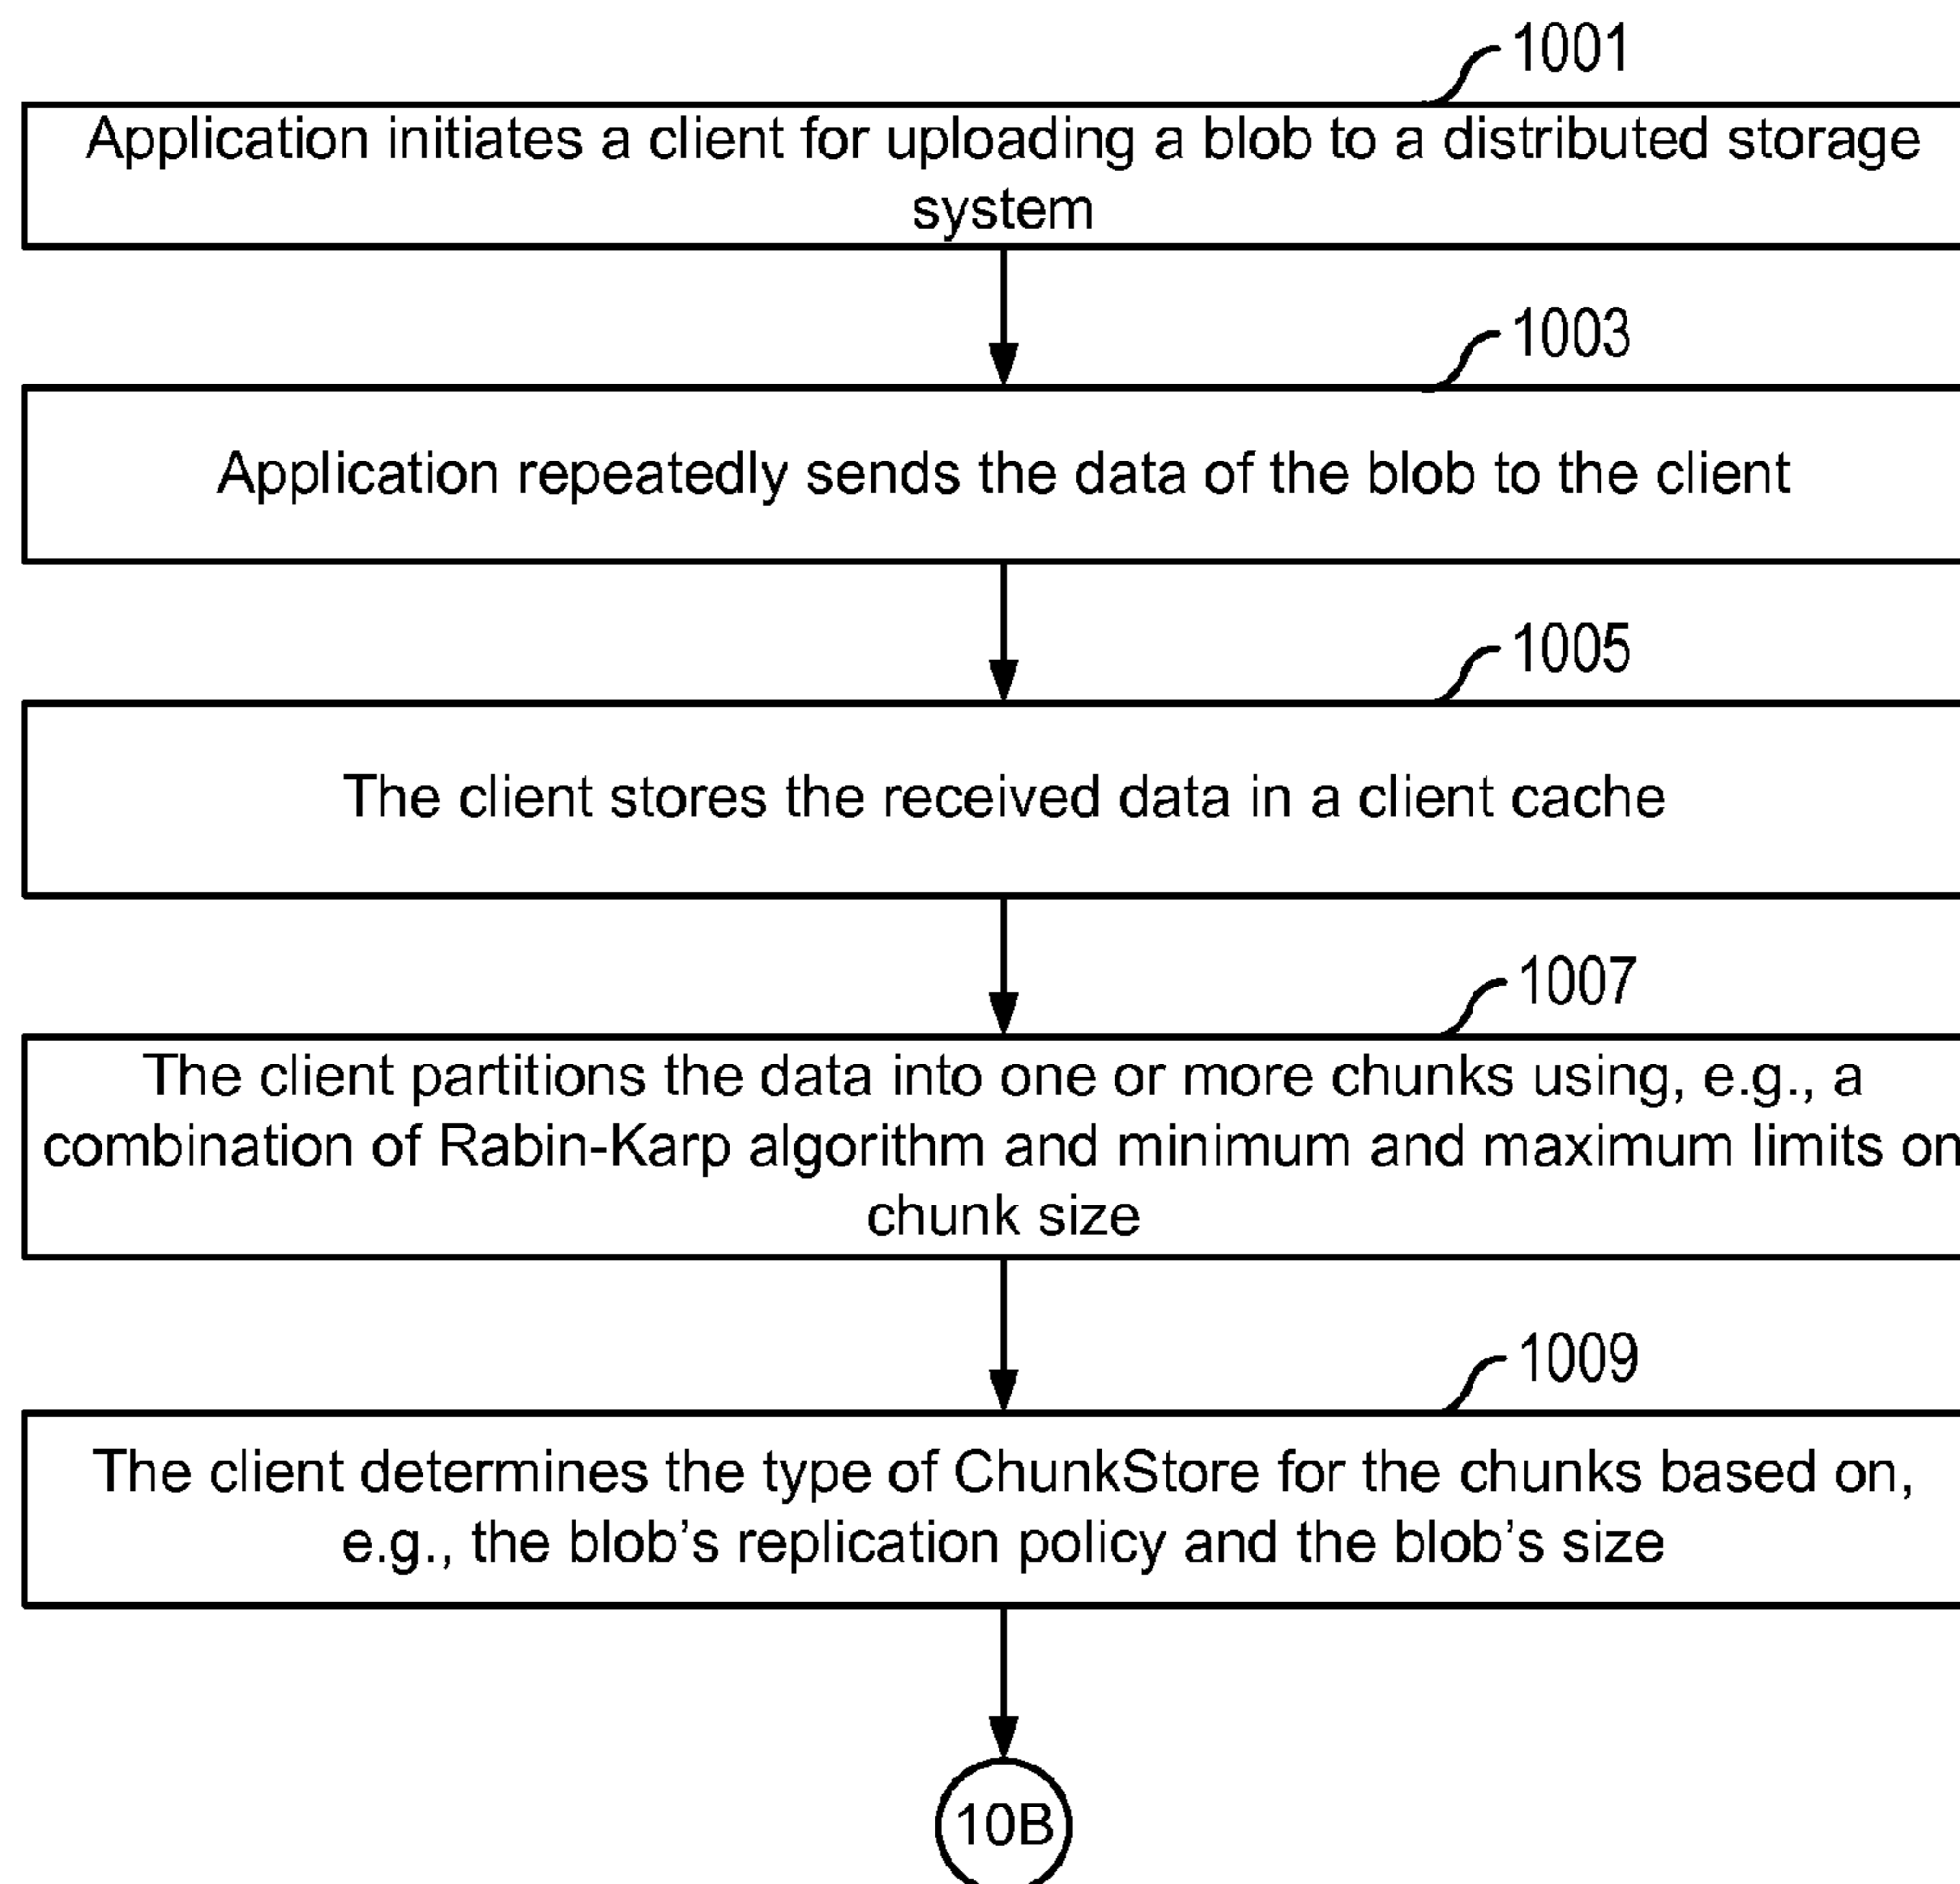 1001
Application initiates a client for uploading a blob to a distributed storage
system
1003
Application repeatedly sends the data of the blob to the client
1005
The client stores the received data in a client cache
1007
The client partitions the data into one or more chunks using, e.g., a
combination of Rabin-Karp algorithm and minimum and maximum limits on
chunk size
1009
The client determines the type of ChunkStore for the chunks based on,
e.g., the blob’s replication policy and the blob’s size
10B